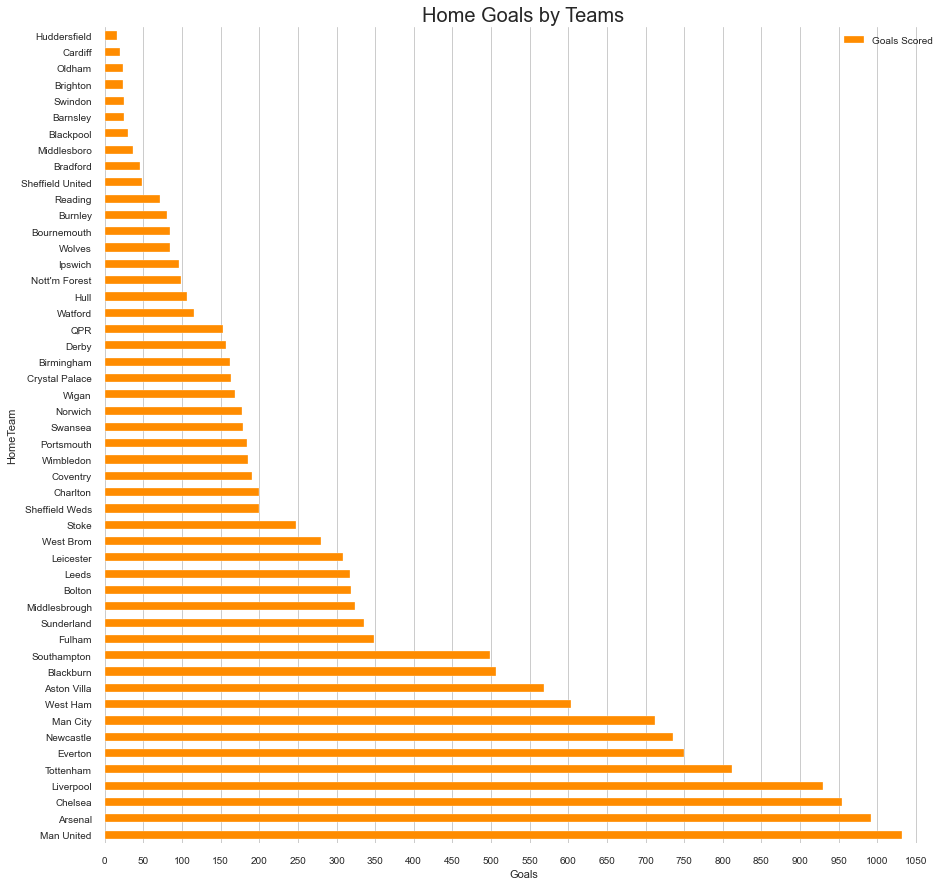 Home Goals by Teams
Goals Scored
Huddersfield
Cardiff
Oldham
Brighton
Swindon
Barnsley
Blackpool
Middlesboro
Bradford
Sheffield United
Reading
Burnley
Bournemouth
Wolves
Ipswich
Nott'm Forest
Hull
Watford
QPR
Derby
Birmingham
Crystal Palace
Wigan
Norwich
Swansea
Portsmouth
Wimbledon
Coventry
Charlton
Sheffield Weds
Stoke
West Brom
Leicester
Leeds
Bolton
Middlesbrough
Sunderland
Fulham
Southampton
Blackburn
Aston Villa
West Ham
Man City
Newcastle
Everton
Tottenham
Liverpool
Chelsea
Arsenal
Man United
HomeTeam
0 50 100 150 200 250 300 350 400 450 500 550 600 650 700 750 800 850 900 950 1000 1050
Goals